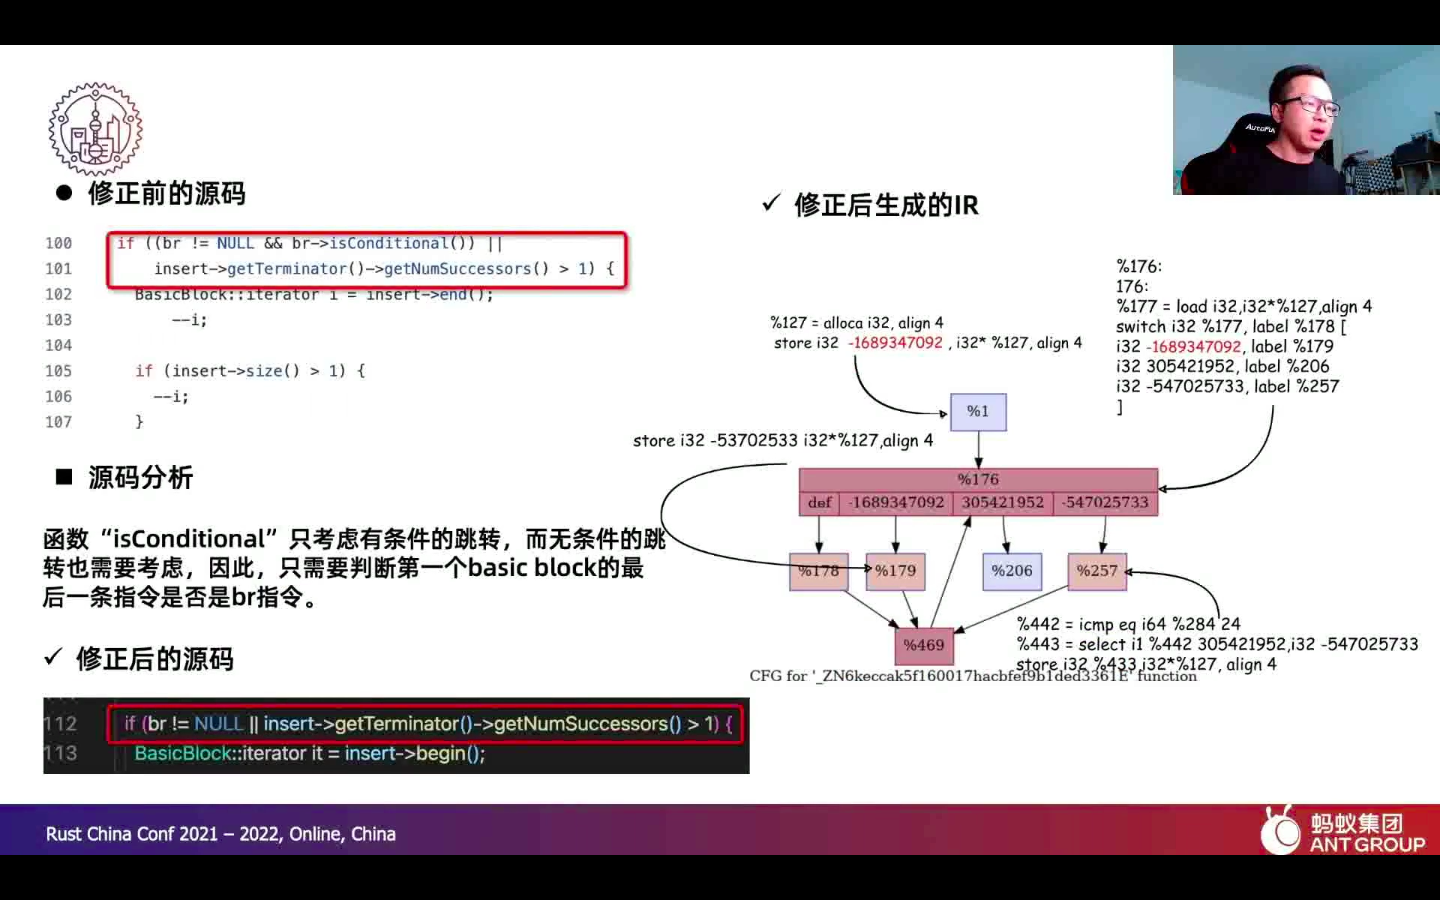 修正前的源码
100 if ((br != NULL && br->isConditional()) ||
101 insert->getTerminator()->getNumSuccessors() > 1) {
102 BasicBlock::iterator i = insert->end();
103 --i;
104
105 if (insert->size() > 1) {
106 --i;
107 }
源码分析
函数“isConditional”只考虑有条件的跳转，而无条件的跳
转也需要考虑，因此，只需要判断第一个basic block的最
后一条指令是否是br指令。
修正后的源码
112 if (br != NULL || insert->getTerminator()->getNumSuccessors() > 1) {
113 BasicBlock::iterator it = insert->begin();
修正后生成的IR
%127 = alloca i32, align 4
store i32 -1689347092 , i32* %127, align 4
%176:
176:
%177 = load i32,i32*%127,align 4
switch i32 %177, label %178 [
i32 -1689347092, label %179
i32 305421952, label %206
i32 -547025733, label %257
]
store i32 -53702533 i32*%127,align 4
%1
%176
def -1689347092 305421952 -547025733
%178 %179 %206 %257
%469
%442 = icmp eq i64 %284 24
%443 = select i1 %442 305421952,i32 -547025733
store i32 %433 i32*%127, align 4
CFG for '_ZN6keccak5f160017hacbfef9b1ded3361E' function
AutoFu
Rust China Conf 2021 – 2022, Online, China
蚂蚁集团
ANT GROUP